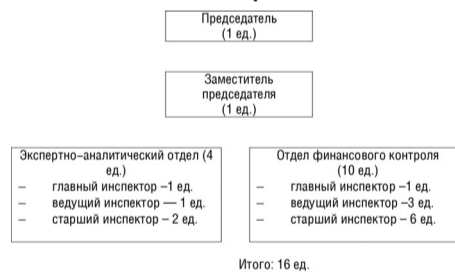 Председатель
(1 ед.)
Заместитель
председателя
(1 ед.)
Экспертно-аналитический отдел (4
ед.)
– главный инспектор –1 ед.
– ведущий инспектор — 1 ед.
– старший инспектор – 2 ед.
Отдел финансового контроля
(10 ед.)
– главный инспектор –1 ед.
– ведущий инспектор –3 ед.
– старший инспектор – 6 ед.
Итого: 16 ед.